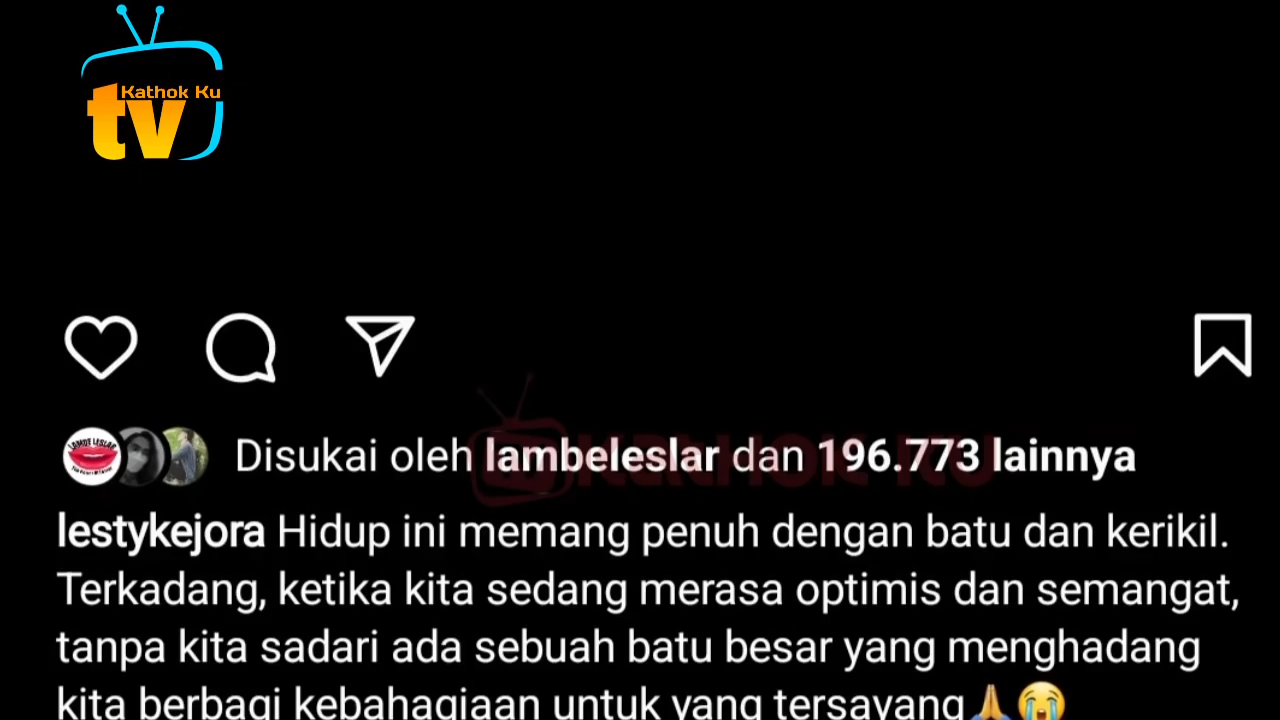 Kathok Ku
tv
Disukai oleh lambeleslar dan 196.773 lainnya
lestykejora Hidup ini memang penuh dengan batu dan kerikil.
Terkadang, ketika kita sedang merasa optimis dan semangat,
tanpa kita sadari ada sebuah batu besar yang menghadang
kita berbagi kebahagiaan untuk yang tersayang🙏😭
KATHOK KU